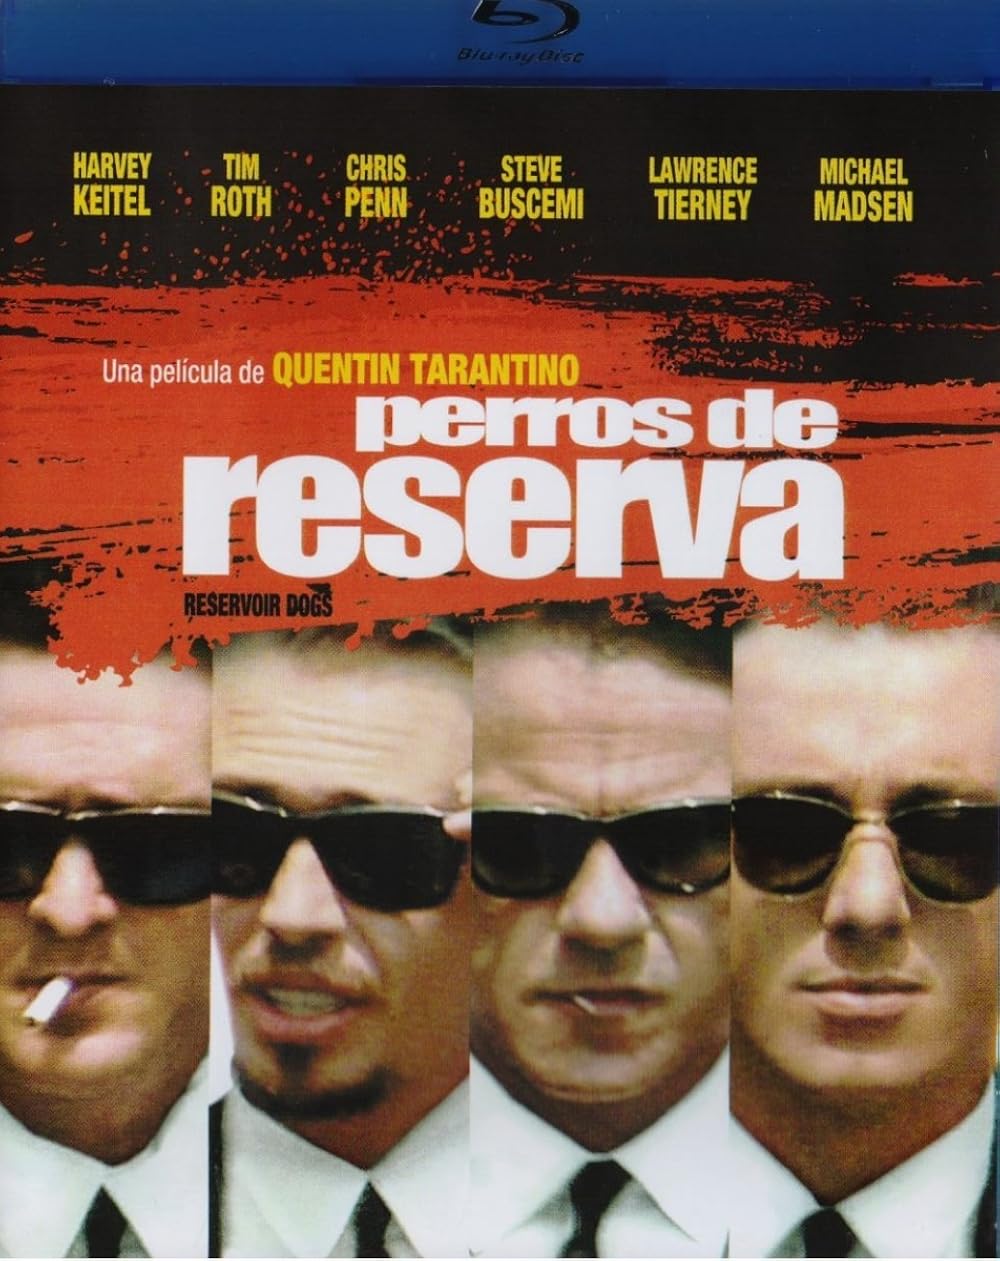 Blu-ray Disc
HARVEY KEITEL
TIM ROTH
CHRIS PENN
STEVE BUSCEMI
LAWRENCE TIERNEY
MICHAEL MADSEN
Una película de QUENTIN TARANTINO
perros de
reserva
RESERVOIR DOGS